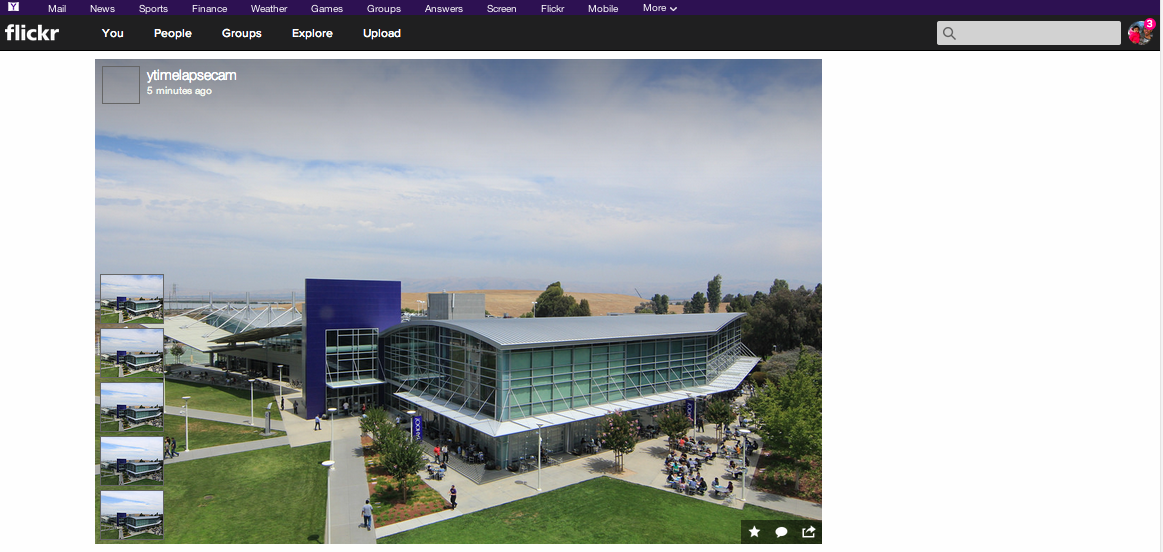 Y
Mail News Sports Finance Weather Games Groups Answers Screen Flickr Mobile More
flickr You People Groups Explore Upload
3
ytimelapsecam
5 minutes ago
YAHOO!